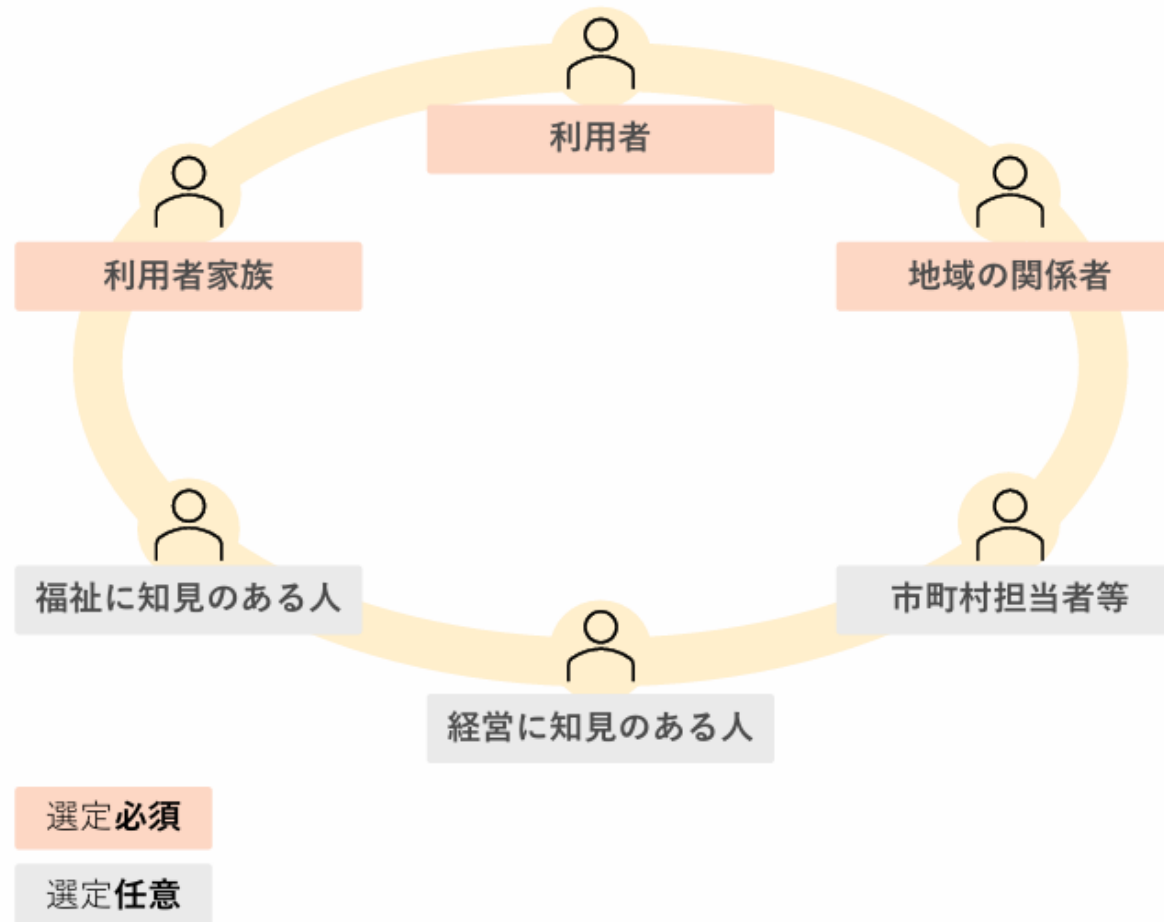 利用者
利用者家族
地域の関係者
福祉に知見のある人
市町村担当者等
経営に知見のある人
選定必須
選定任意